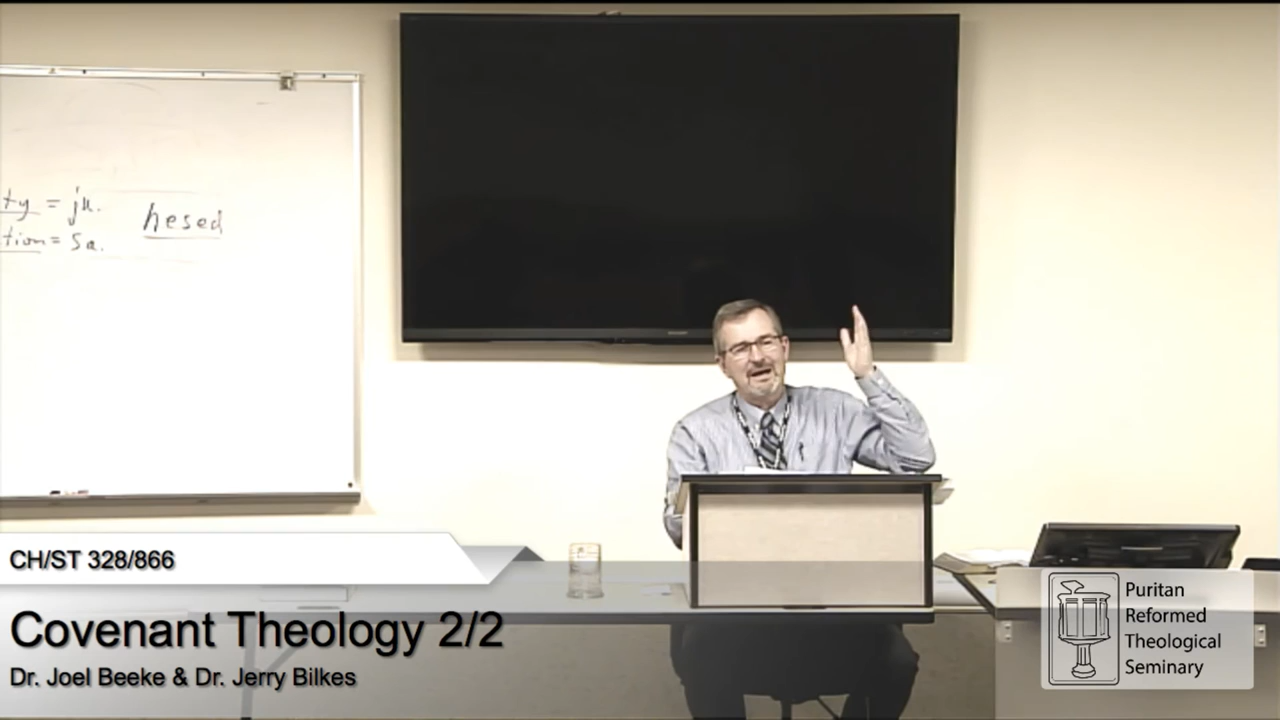 ty = ju.
tion = sa.
hesed
CH/ST 328/866
Covenant Theology 2/2
Dr. Joel Beeke & Dr. Jerry Bilkes
Puritan
Reformed
Theological
Seminary